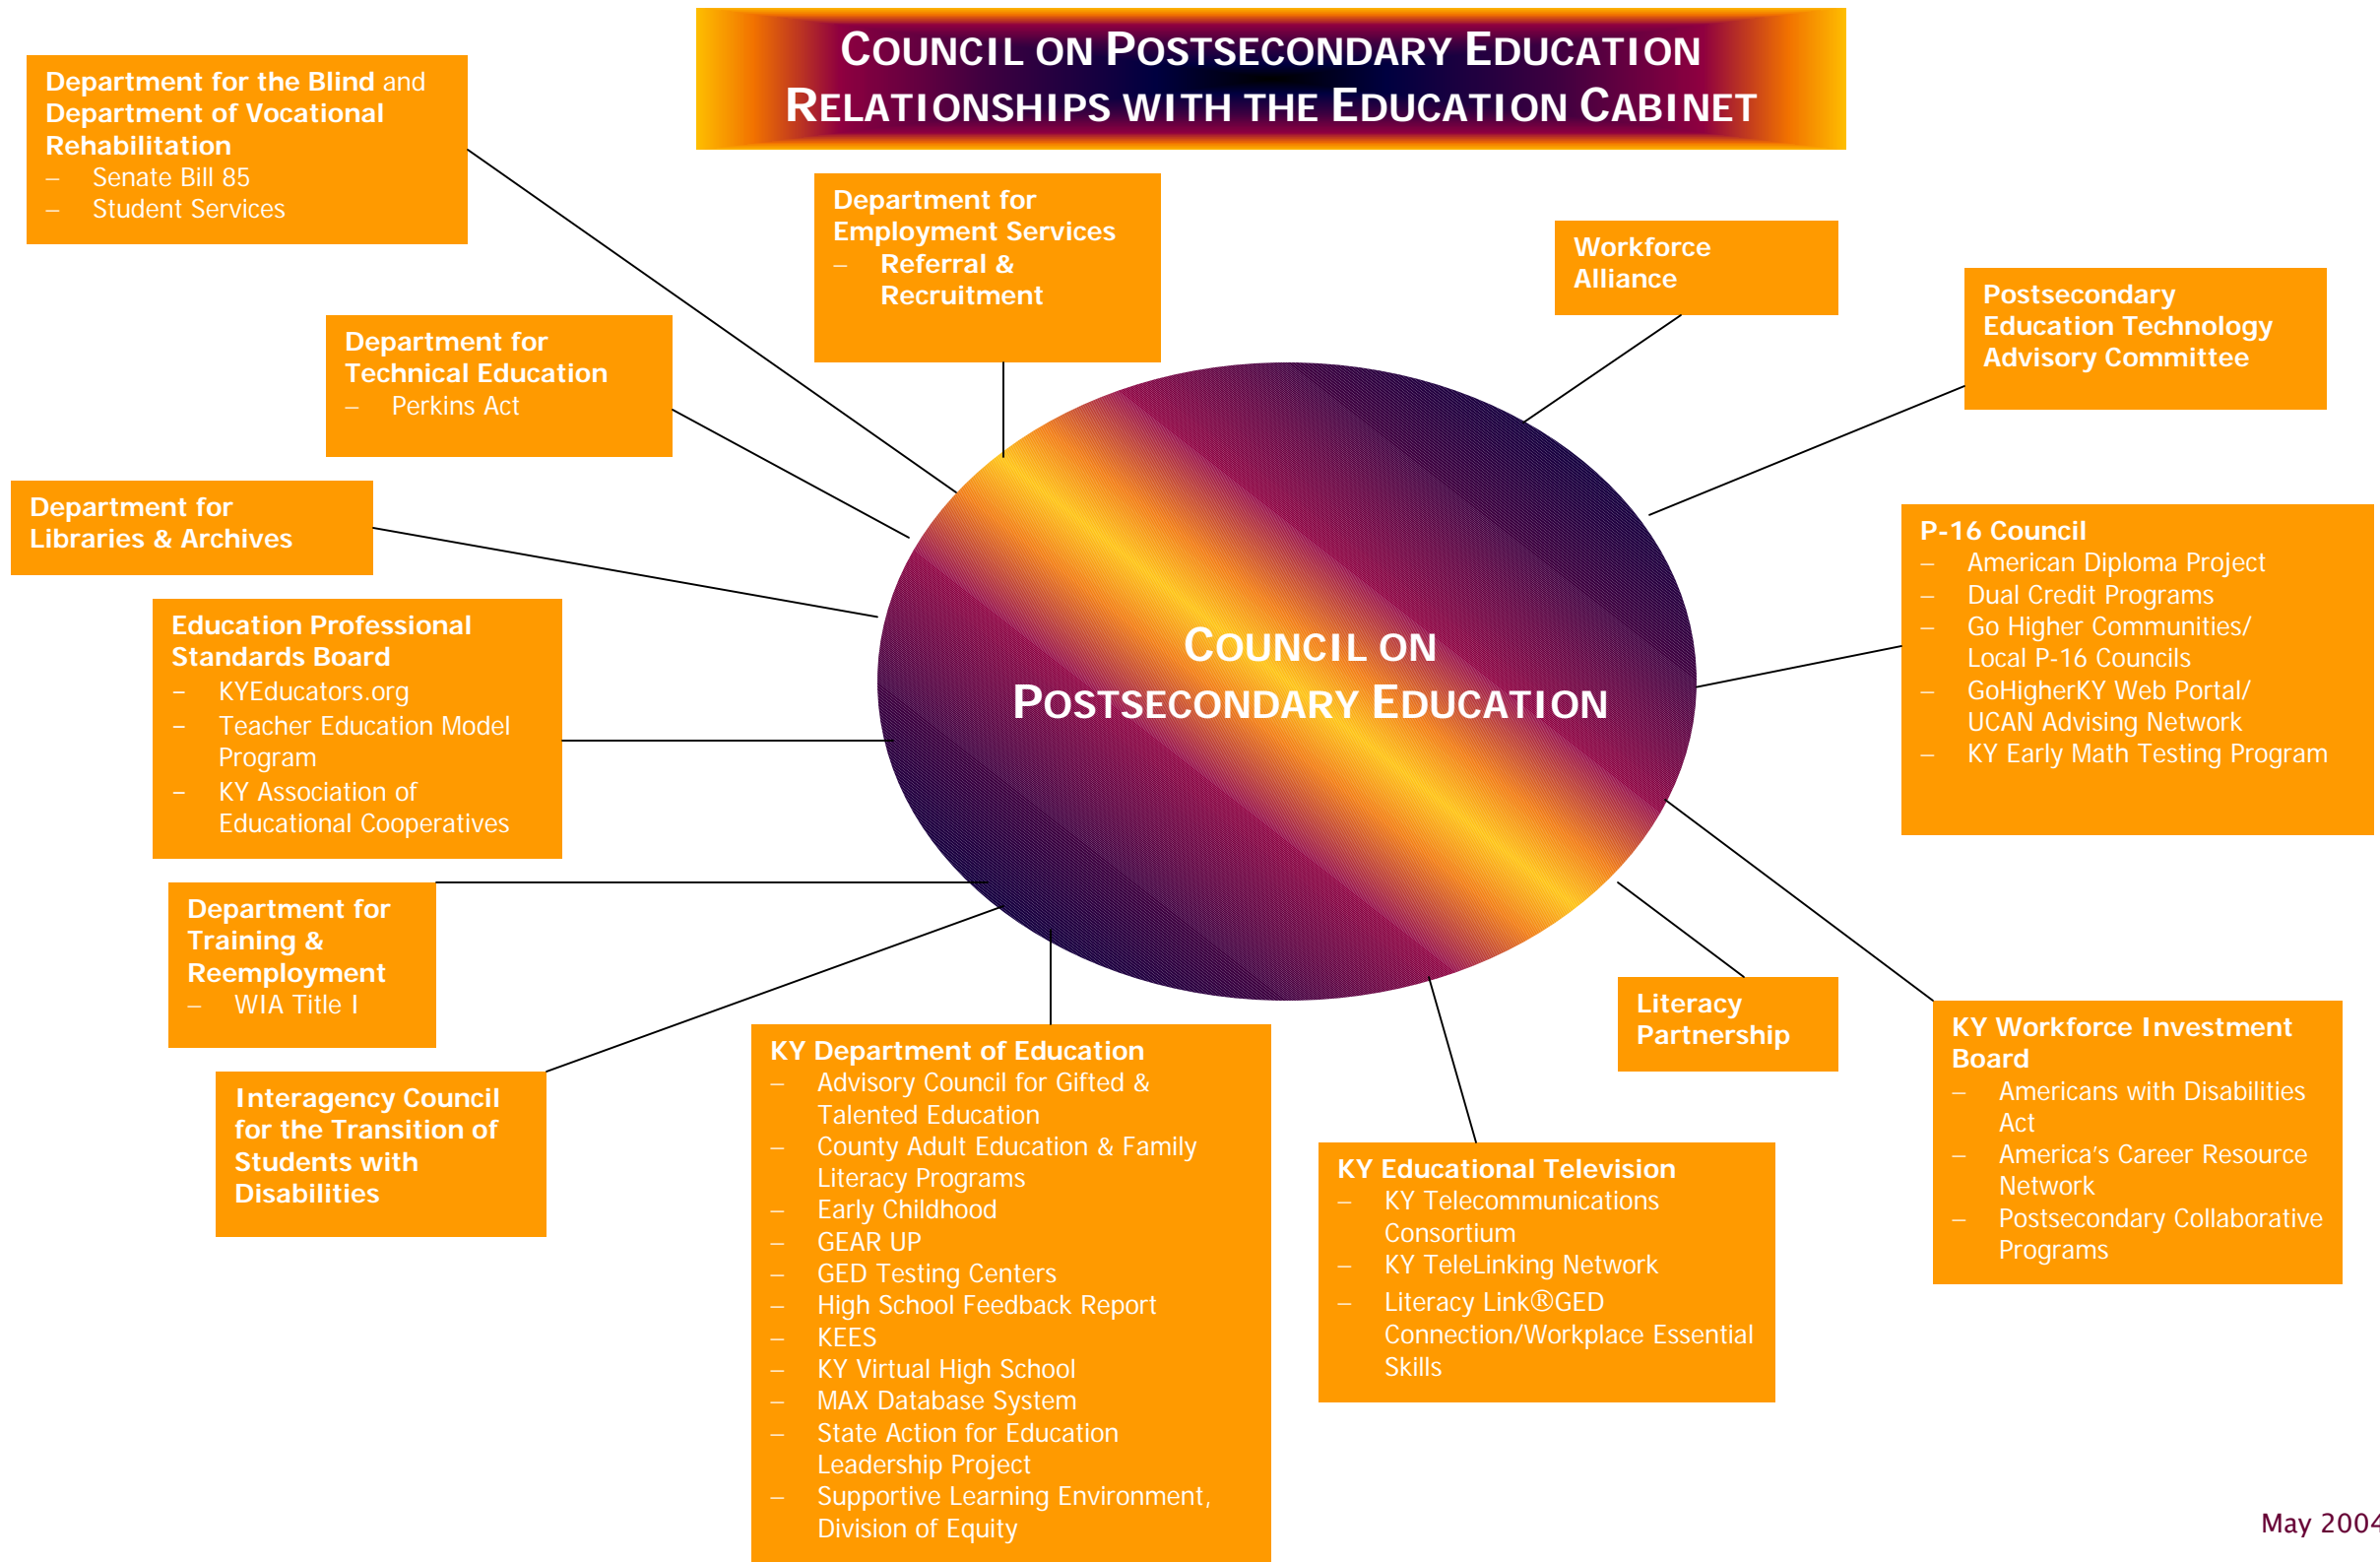 COUNCIL ON POSTSECONDARY EDUCATION
RELATIONSHIPS WITH THE EDUCATION CABINET
Department for the Blind and
Department of Vocational
Rehabilitation
– Senate Bill 85
– Student Services
Department for
Employment Services
– Referral &
Recruitment
Workforce
Alliance
Postsecondary
Education Technology
Advisory Committee
Department for
Technical Education
– Perkins Act
Department for
Libraries & Archives
P-16 Council
– American Diploma Project
– Dual Credit Programs
– Go Higher Communities/
Local P-16 Councils
– GoHigherKY Web Portal/
UCAN Advising Network
– KY Early Math Testing Program
Education Professional
Standards Board
– KYEducators.org
– Teacher Education Model
Program
– KY Association of
Educational Cooperatives
COUNCIL ON
POSTSECONDARY EDUCATION
Department for
Training &
Reemployment
– WIA Title I
Interagency Council
for the Transition of
Students with
Disabilities
KY Department of Education
– Advisory Council for Gifted &
Talented Education
– County Adult Education & Family
Literacy Programs
– Early Childhood
– GEAR UP
– GED Testing Centers
– High School Feedback Report
– KEES
– KY Virtual High School
– MAX Database System
– State Action for Education
Leadership Project
– Supportive Learning Environment,
Division of Equity
KY Educational Television
– KY Telecommunications
Consortium
– KY TeleLinking Network
– Literacy Link®GED
Connection/Workplace Essential
Skills
Literacy
Partnership
KY Workforce Investment
Board
– Americans with Disabilities
Act
– America's Career Resource
Network
– Postsecondary Collaborative
Programs
May 2004